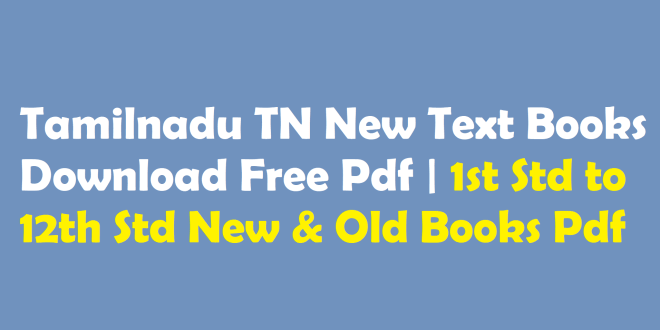 Tamilnadu TN New Text Books
Download Free Pdf | 1st Std to
12th Std New & Old Books Pdf